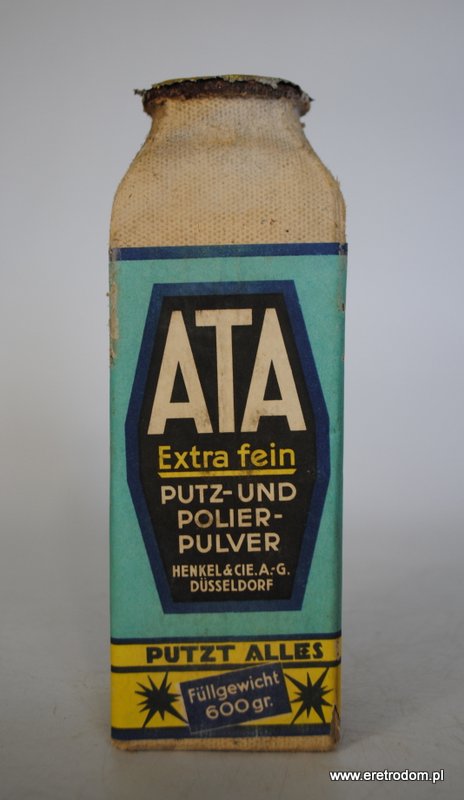 ATA
Extra fein
PUTZ- UND
POLIER-
PULVER
HENKEL & CIE. A.-G.
DÜSSELDORF
PUTZT ALLES
Füllgewicht
600 gr.
www.eretrodom.pl